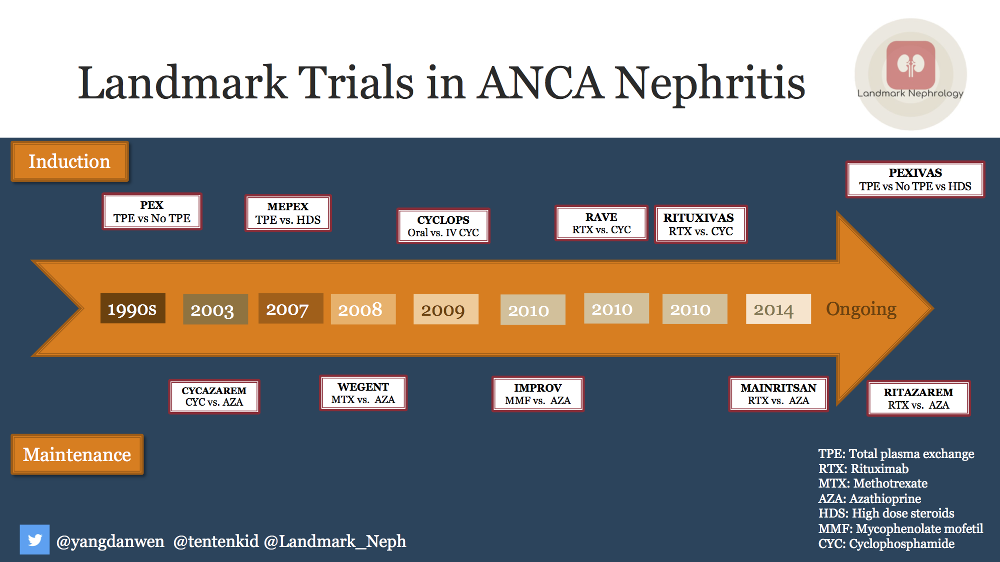 Landmark Trials in ANCA Nephritis
Landmark Nephrology
Induction
PEX
TPE vs No TPE
MEPEX
TPE vs. HDS
CYCLOPS
Oral vs. IV CYC
RAVE
RTX vs. CYC
RITUXIVAS
RTX vs. CYC
PEXIVAS
TPE vs No TPE vs HDS
1990s
2003
2007
2008
2009
2010
2010
2010
2014
Ongoing
CYCAZAREM
CYC vs. AZA
WEGENT
MTX vs. AZA
IMPROV
MMF vs. AZA
MAINRITSAN
RTX vs. AZA
RITAZAREM
RTX vs. AZA
Maintenance
TPE: Total plasma exchange
RTX: Rituximab
MTX: Methotrexate
AZA: Azathioprine
HDS: High dose steroids
MMF: Mycophenolate mofetil
CYC: Cyclophosphamide
@yangdanwen @tentenkid @Landmark_Neph